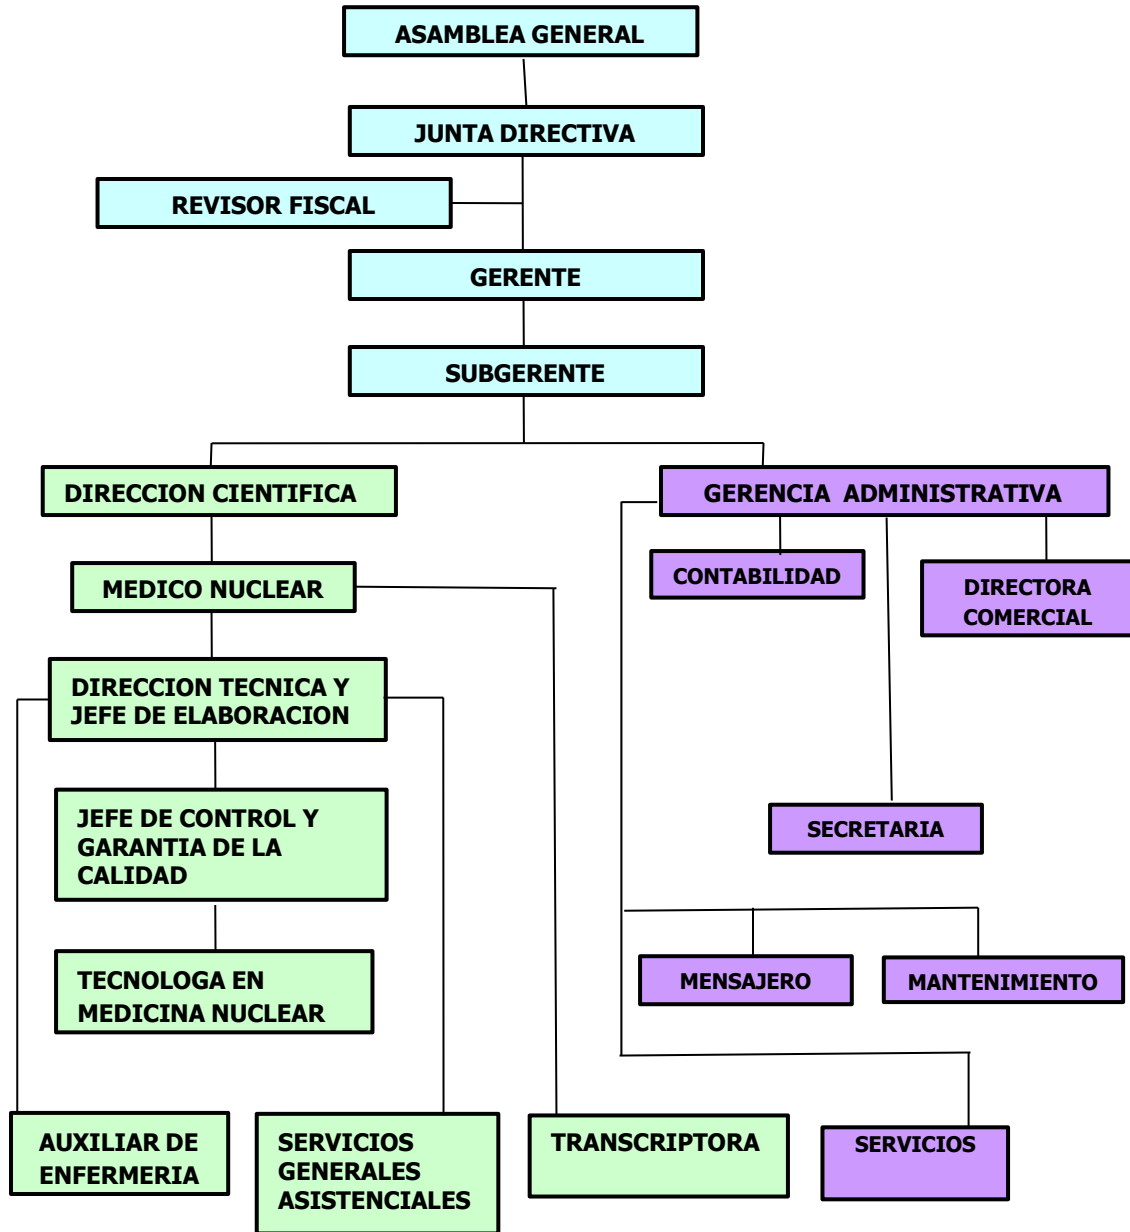 ASAMBLEA GENERAL
JUNTA DIRECTIVA
REVISOR FISCAL
GERENTE
SUBGERENTE
DIRECCION CIENTIFICA
GERENCIA ADMINISTRATIVA
CONTABILIDAD
DIRECTORA
COMERCIAL
MEDICO NUCLEAR
DIRECCION TECNICA Y
JEFE DE ELABORACION
JEFE DE CONTROL Y
GARANTIA DE LA
CALIDAD
SECRETARIA
TECNOLOGA EN
MEDICINA NUCLEAR
MENSAJERO
MANTENIMIENTO
AUXILIAR DE
ENFERMERIA
SERVICIOS
GENERALES
ASISTENCIALES
TRANSCRIPTORA
SERVICIOS